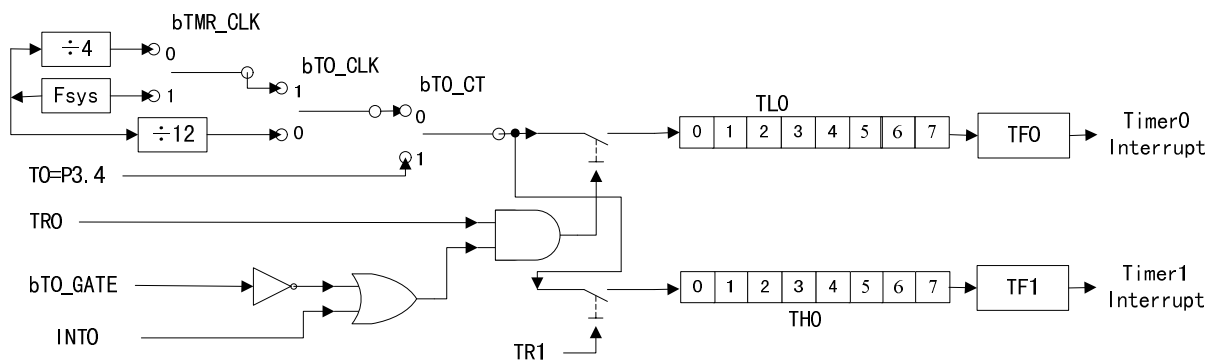 bTMR_CLK
÷4
0
Fsys
1
÷12
bT0_CLK
1
0
bT0_CT
0
1
T0=P3.4
TR0
bT0_GATE
INT0
TR1
TL0
0 1 2 3 4 5 6 7
TF0
Timer0
Interrupt
0 1 2 3 4 5 6 7
TH0
TF1
Timer1
Interrupt